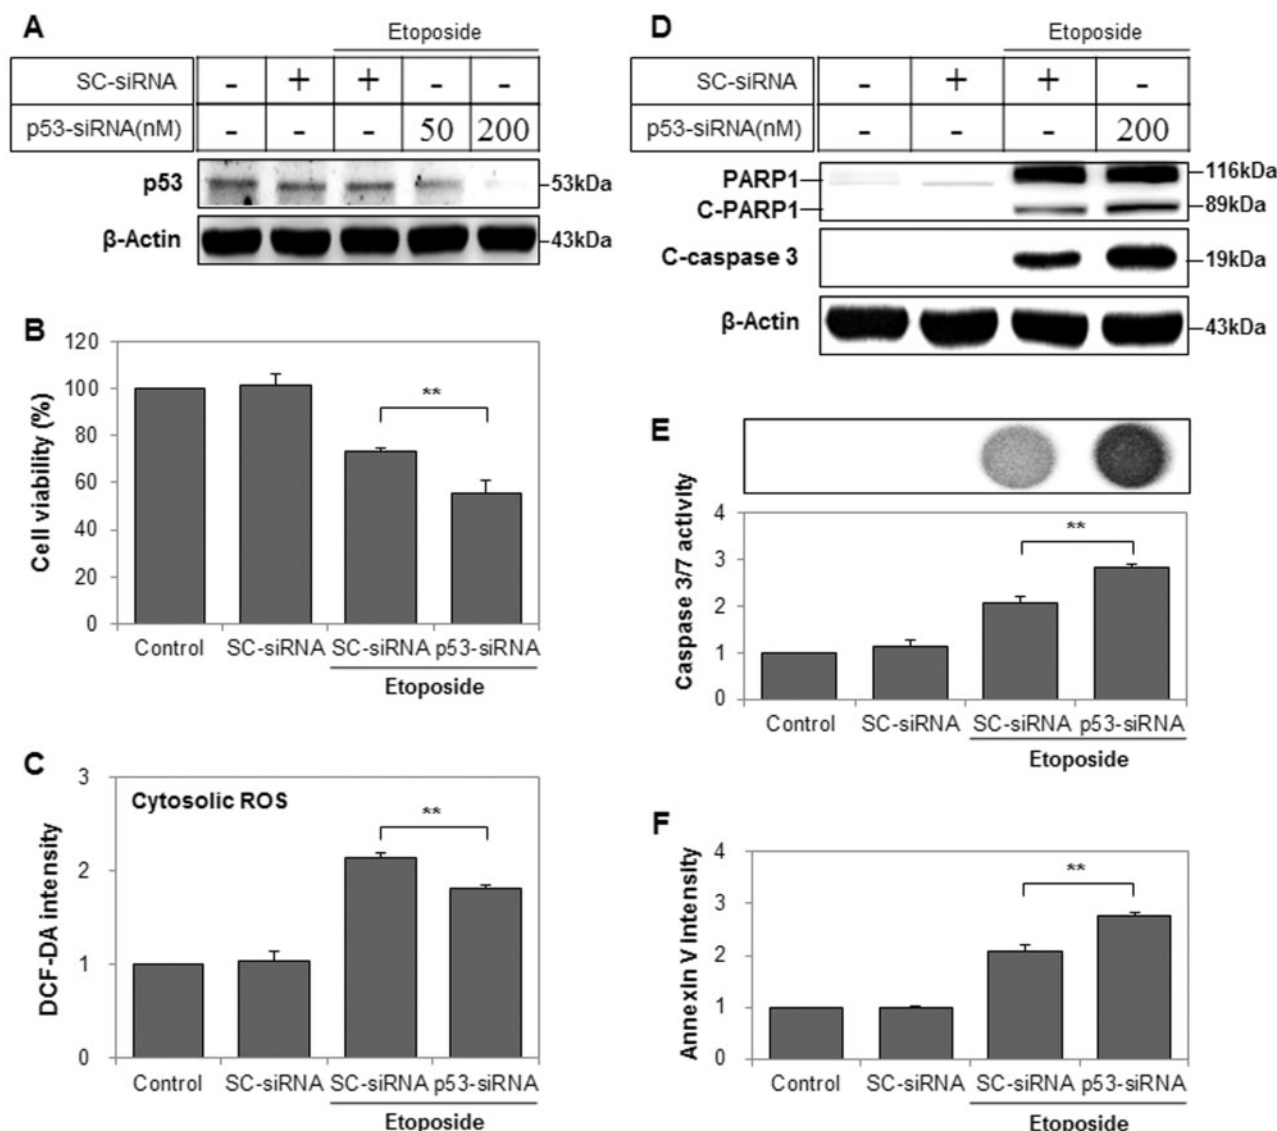 A
Etoposide
SC-siRNA - + + - -
p53-siRNA(nM) - - - 50 200
p53 53kDa
β-Actin 43kDa
B
Cell viability (%)
120
100
80
60
40
20
0
**
Control SC-siRNA SC-siRNA p53-siRNA
Etoposide
C
Cytosolic ROS
DCF-DA intensity
3
2
1
0
**
Control SC-siRNA SC-siRNA p53-siRNA
Etoposide
D
Etoposide
SC-siRNA - + + -
p53-siRNA(nM) - - - 200
PARP1 116kDa
C-PARP1 89kDa
C-caspase 3 19kDa
β-Actin 43kDa
E
Caspase 3/7 activity
4
3
2
1
0
**
Control SC-siRNA SC-siRNA p53-siRNA
Etoposide
F
Annexin V intensity
4
3
2
1
0
**
Control SC-siRNA SC-siRNA p53-siRNA
Etoposide